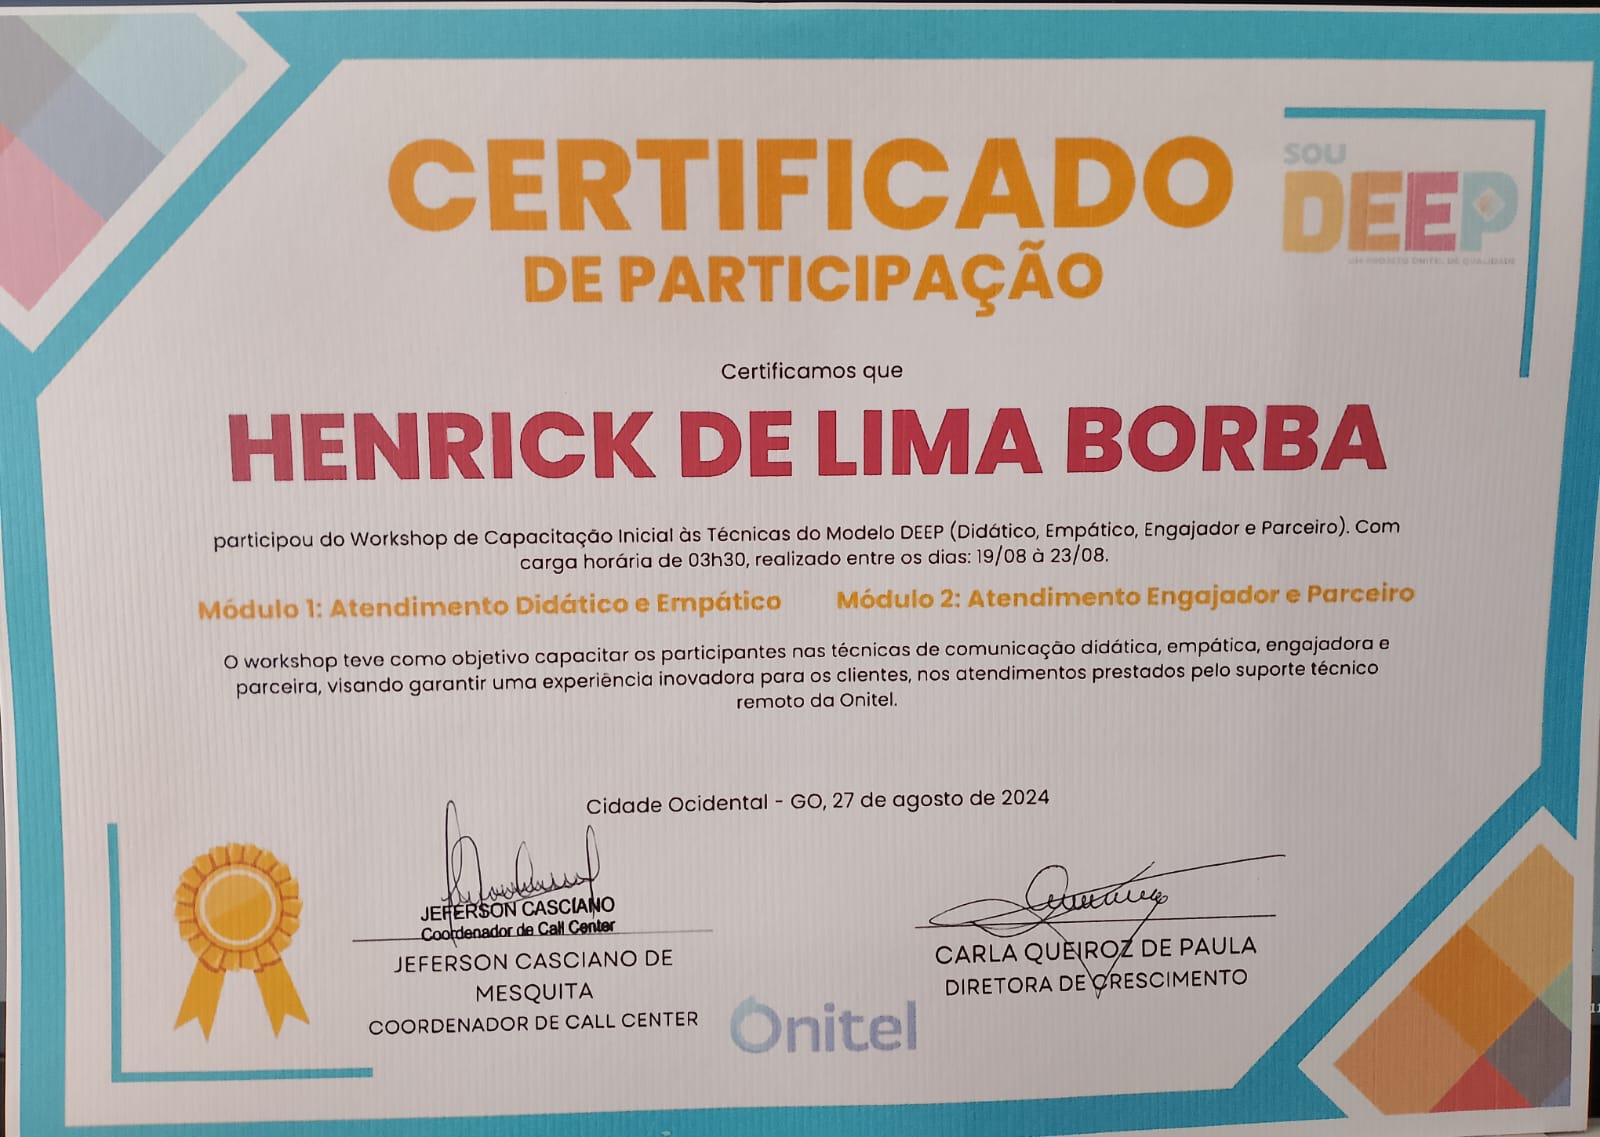 CERTIFICADO
DE PARTICIPAÇÃO
SOU
DEEP
UM PROJETO ONITEL DE QUALIDADE
Certificamos que
HENRICK DE LIMA BORBA
participou do Workshop de Capacitação Inicial às Técnicas do Modelo DEEP (Didático, Empático, Engajador e Parceiro). Com
carga horária de 03h30, realizado entre os dias: 19/08 à 23/08.
Módulo 1: Atendimento Didático e Empático
Módulo 2: Atendimento Engajador e Parceiro
O workshop teve como objetivo capacitar os participantes nas técnicas de comunicação didática, empática, engajadora e
parceira, visando garantir uma experiência inovadora para os clientes, nos atendimentos prestados pelo suporte técnico
remoto da Onitel.
Cidade Ocidental - GO, 27 de agosto de 2024
JEFERSON CASCIANO
Coordenador de Call Center
JEFERSON CASCIANO DE
MESQUITA
COORDENADOR DE CALL CENTER
CARLA QUEIROZ DE PAULA
DIRETORA DE CRESCIMENTO
Onitel